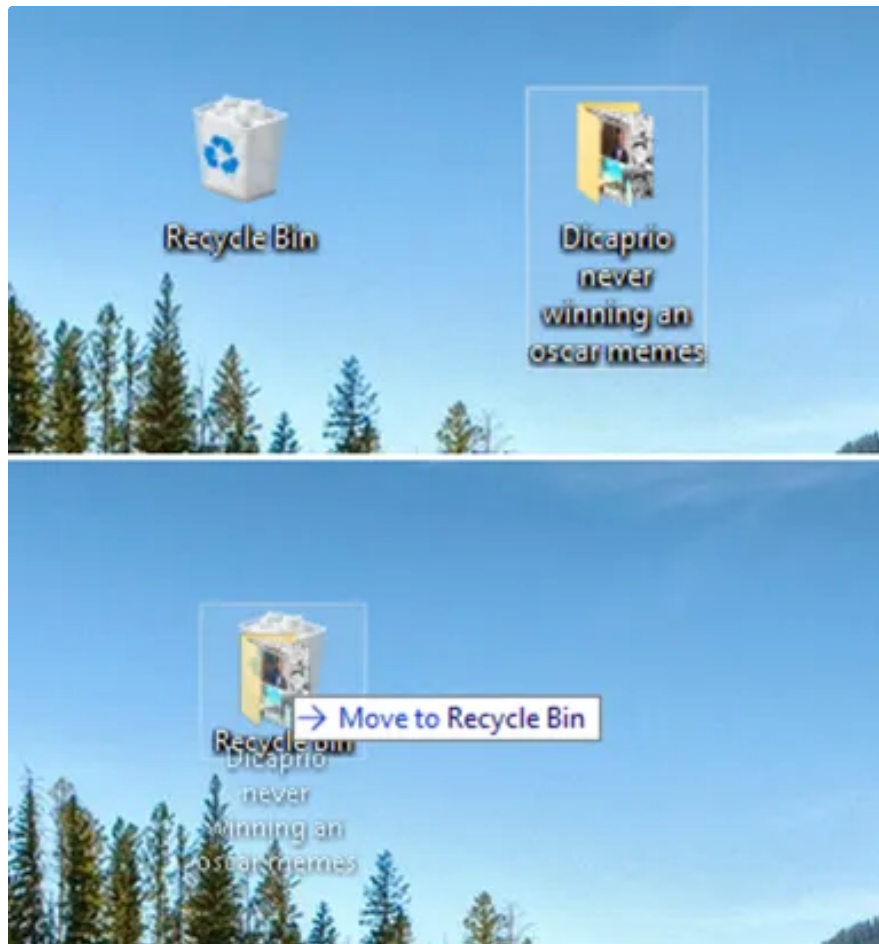 Recycle Bin
Dicaprio
never
winning an
oscar memes
→ Move to Recycle Bin
Recycle Bin
Dicaprio
never
winning an
oscar memes